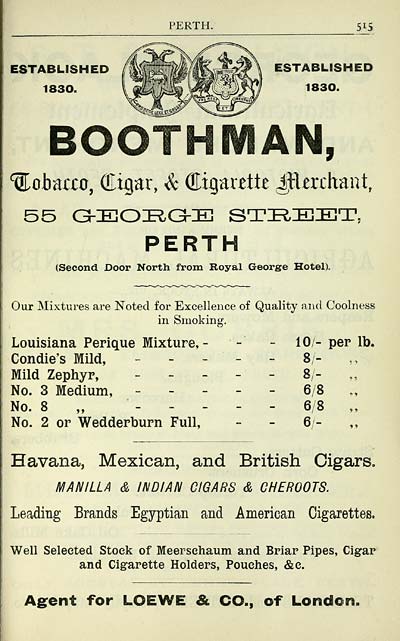 PERTH. 515
ESTABLISHED 1830.
ESTABLISHED 1830.
BOOTHMAN,
Tobacco, Cigar, & Cigarette Merchant,
55 GEORGE STREET,
PERTH
(Second Door North from Royal George Hotel).
Our Mixtures are Noted for Excellence of Quality and Coolness
in Smoking.
Louisiana Perique Mixture, - - - 10/- per lb.
Condie's Mild, - - - - - 8/- ,,
Mild Zephyr, - - - - - 8/- ,,
No. 3 Medium, - - - - - 6/8 ,,
No. 8 ,, - - - - - 6/8 ,,
No. 2 or Wedderburn Full, - - 6/- ,,
Havana, Mexican, and British Cigars.
MANILLA & INDIAN CIGARS & CHEROOTS.
Leading Brands Egyptian and American Cigarettes.
Well Selected Stock of Meerschaum and Briar Pipes, Cigar
and Cigarette Holders, Pouches, &c.
Agent for LOEWE & CO., of London.